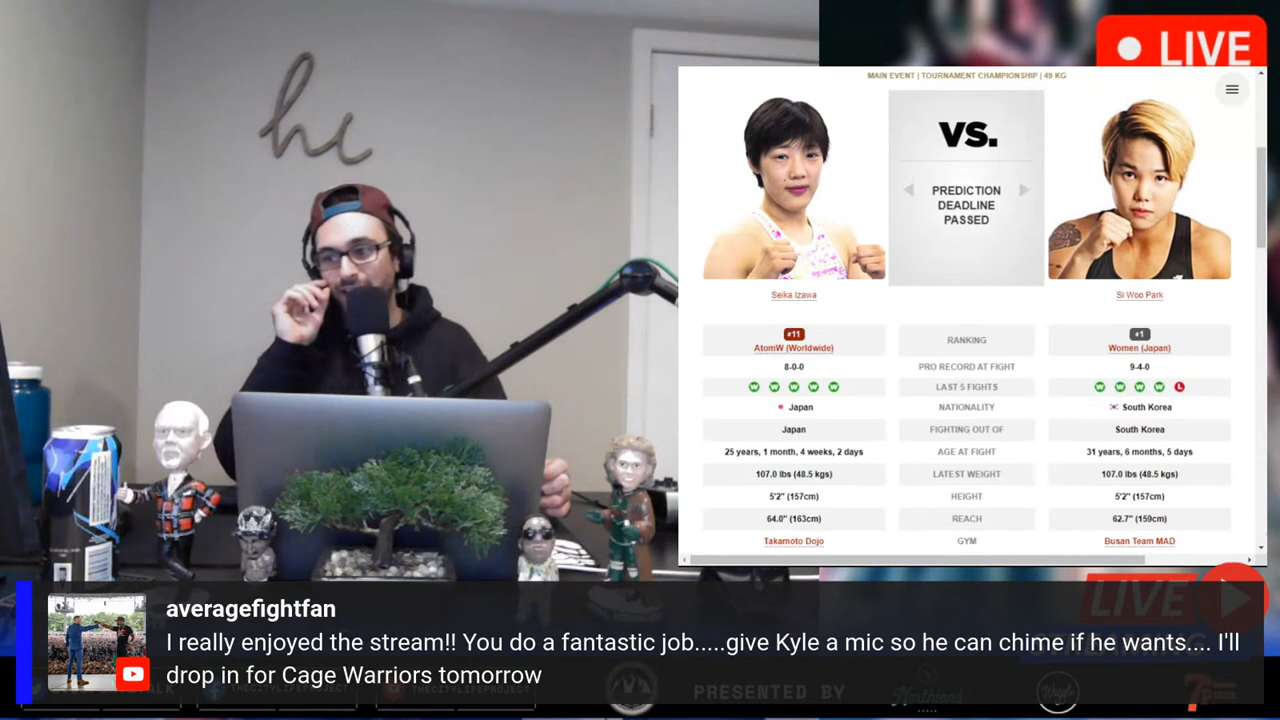 hi
LIVE
MAIN EVENT | TOURNAMENT CHAMPIONSHIP | 49 KG
VS.
PREDICTION
DEADLINE
PASSED
Seika Izawa
Si Woo Park
#11 RANKING #1
AtomW (Worldwide) Women (Japan)
8-0-0 PRO RECORD AT FIGHT 9-4-0
W W W W W LAST 5 FIGHTS W W W W L
Japan NATIONALITY South Korea
Japan FIGHTING OUT OF South Korea
25 years, 1 month, 4 weeks, 2 days AGE AT FIGHT 31 years, 6 months, 5 days
107.0 lbs (48.5 kgs) LATEST WEIGHT 107.0 lbs (48.5 kgs)
5'2" (157cm) HEIGHT 5'2" (157cm)
64.0" (163cm) REACH 62.7" (159cm)
Takamoto Dojo GYM Busan Team MAD
averagefightfan
I really enjoyed the stream!! You do a fantastic job.....give Kyle a mic so he can chime if he wants.... I'll
drop in for Cage Warriors tomorrow
LIVE
THECITYLIFEPROJECT
THECITYLIFEPROJECT
PRESENTED BY
Northland